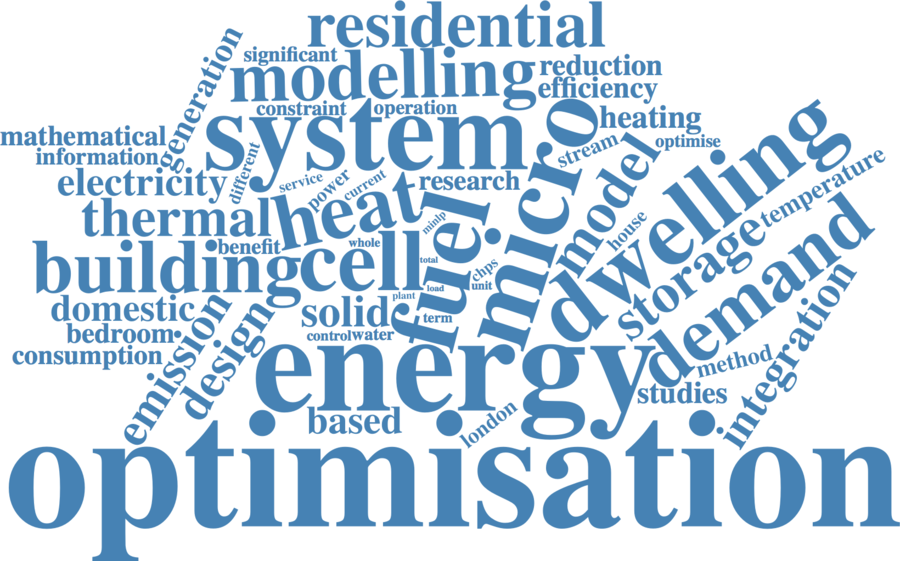 residential
significant
generation
modelling
reduction
efficiency
constraint
operation
system
heating
mathematical
information
micro
stream
optimise
dwelling
electricity
different
service
power
current
research
model
temperature
thermal
heat
minlp
fuel
house
storage
demand
building
benefit
whole
cell
total
chps
unit
load
plant
domestic
solid
term
bedroom
control
water
consumption
emission
design
energy
method
integration
studies
based
london
optimisation